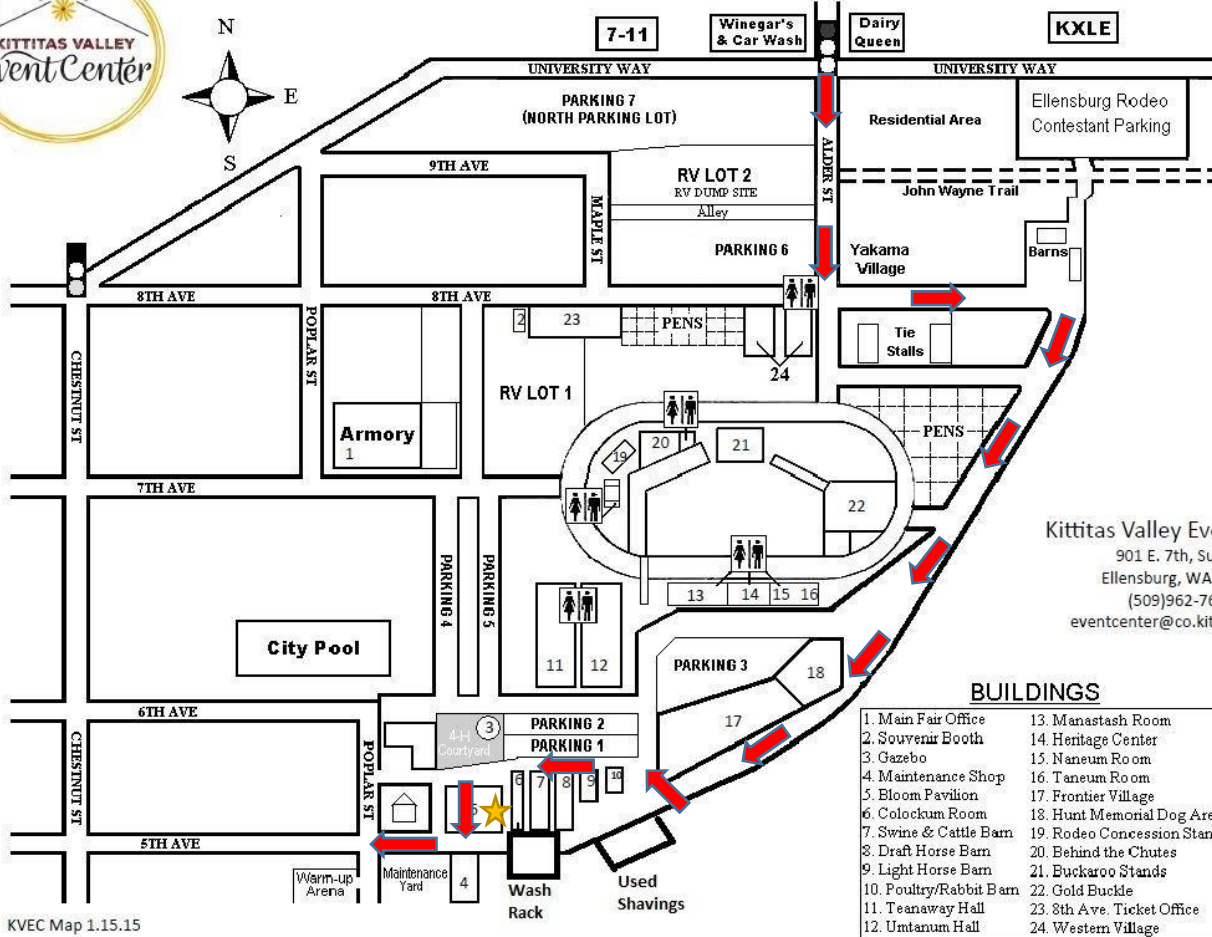 KITTITAS VALLEY
Event Center
N
E
S
7-11
Winegar's
& Car Wash
Dairy
Queen
KXLE
UNIVERSITY WAY
UNIVERSITY WAY
PARKING 7
(NORTH PARKING LOT)
Residential Area
Ellensburg Rodeo
Contestant Parking
9TH AVE
RV LOT 2
RV DUMP SITE
Alley
ALDER ST
John Wayne Trail
MAPLE ST
PARKING 6
Yakama
Village
Barns
8TH AVE
8TH AVE
POPLAR ST
2
23
PENS
24
Tie
Stalls
CHESTNUT ST
RV LOT 1
Armory
1
20
21
19
PENS
7TH AVE
22
Kittitas Valley Eve
901 E. 7th, Su
Ellensburg, WA
(509)962-76
eventcenter@co.kit
PARKING 4
PARKING 5
13
14
15
16
City Pool
11
12
PARKING 3
18
17
6TH AVE
4-H
Courtyard
3
PARKING 2
PARKING 1
CHESTNUT ST
POPLAR ST
5
6
7
8
9
10
5TH AVE
Warm-up
Arena
Maintenance
Yard
4
Wash
Rack
Used
Shavings
KVEC Map 1.15.15
BUILDINGS
1. Main Fair Office
2. Souvenir Booth
3. Gazebo
4. Maintenance Shop
5. Bloom Pavilion
6. Colockum Room
7. Swine & Cattle Barn
8. Draft Horse Barn
9. Light Horse Barn
10. Poultry/Rabbit Barn
11. Teanaway Hall
12. Umtanum Hall
13. Manastash Room
14. Heritage Center
15. Naneum Room
16. Taneum Room
17. Frontier Village
18. Hunt Memorial Dog Are
19. Rodeo Concession Stan
20. Behind the Chutes
21. Buckaroo Stands
22. Gold Buckle
23. 8th Ave. Ticket Office
24. Western Village